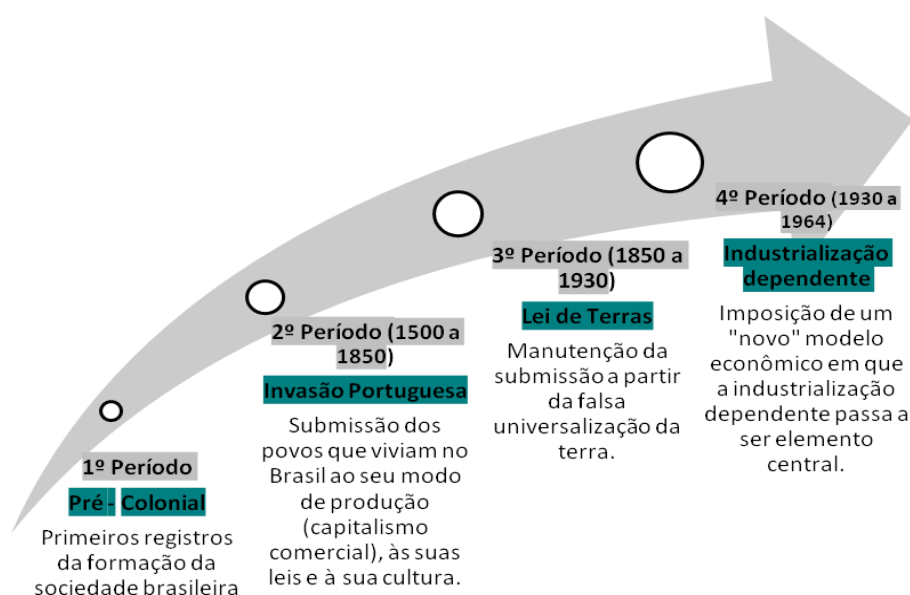 1º Período
Pré - Colonial
Primeiros registros
da formação da
sociedade brasileira
2º Período (1500 a
1850)
Invasão Portuguesa
Submissão dos
povos que viviam no
Brasil ao seu modo
de produção
(capitalismo
comercial), às suas
leis e à sua cultura.
3º Período (1850 a
1930)
Lei de Terras
Manutenção da
submissão a partir
da falsa
universalização da
terra.
4º Período (1930 a
1964)
Industrialização
dependente
Imposição de um
"novo" modelo
econômico em que
a industrialização
dependente passa a
ser elemento
central.